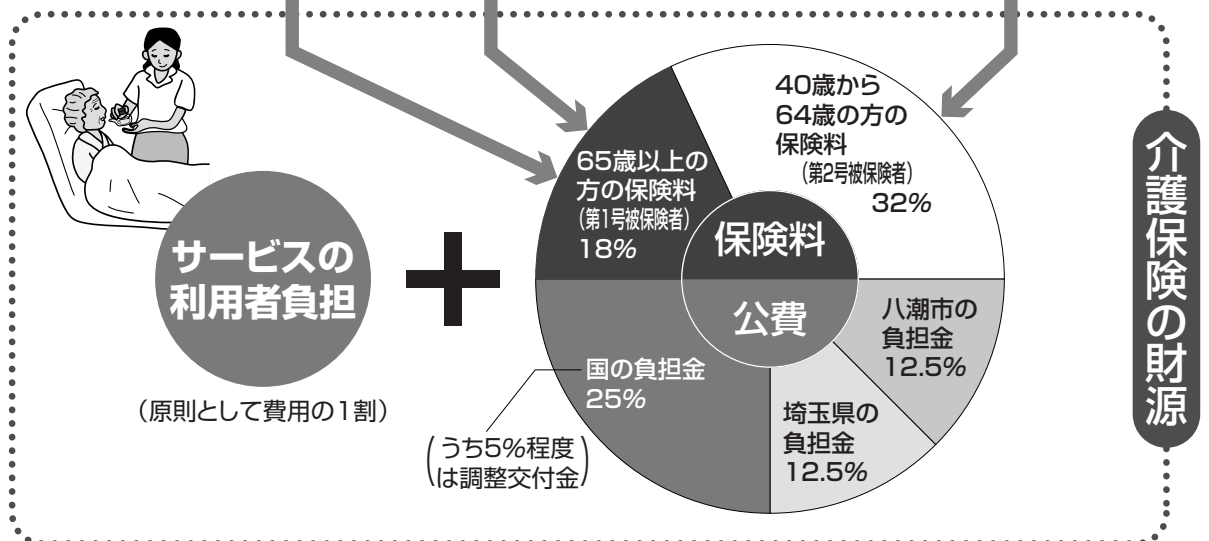 介護保険の財源
サービスの
利用者負担
（原則として費用の1割）
65歳以上の
方の保険料
（第1号被保険者）
18%
40歳から
64歳の方の
保険料
（第2号被保険者）
32%
保険料
公費
国の負担金
25%
（うち5%程度
は調整交付金）
埼玉県の
負担金
12.5%
八潮市の
負担金
12.5%